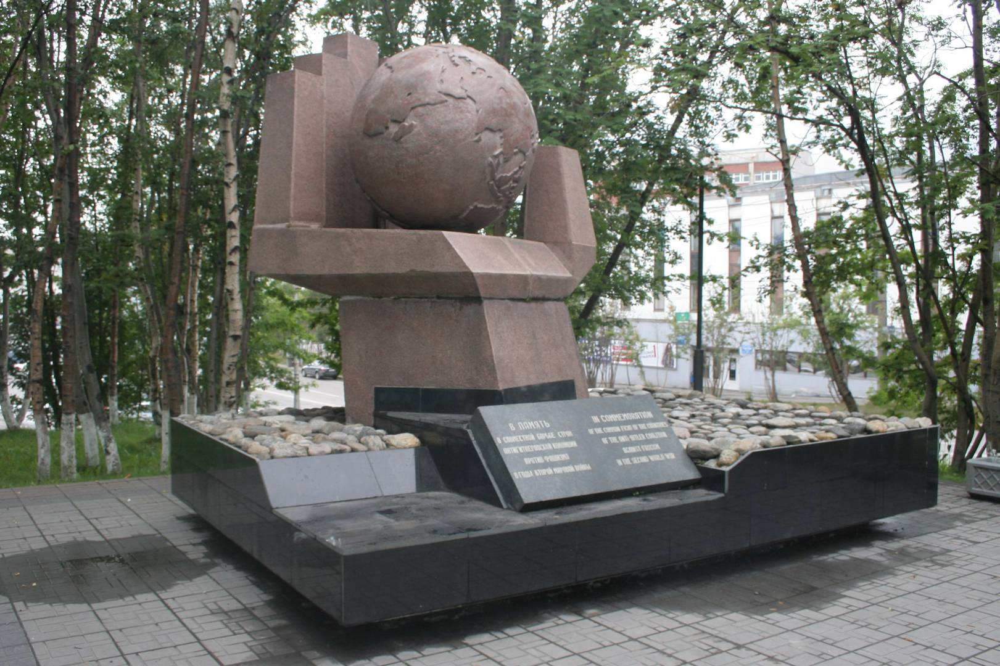 В ПАМЯТЬ
О СОВМЕСТНОЙ БОРЬБЕ СТРАН
АНТИГИТЛЕРОВСКОЙ КОАЛИЦИИ
ПРОТИВ ФАШИЗМА
В ГОДЫ ВТОРОЙ МИРОВОЙ ВОЙНЫ
IN COMMEMORATION
OF THE COMMON FIGHT OF THE COUNTRIES
OF THE ANTI-HITLER COALITION
AGAINST FASCISM
IN THE SECOND WORLD WAR